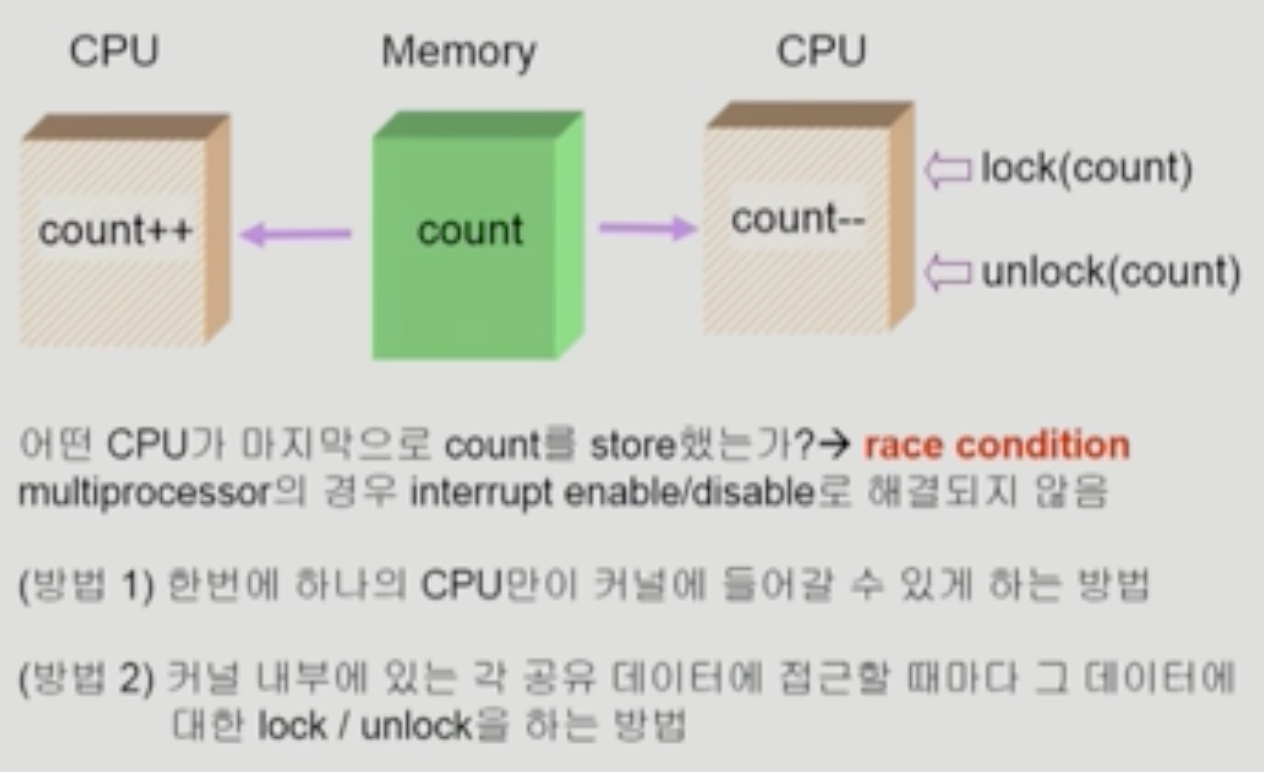 CPU
Memory
CPU
count++
count
count--
lock(count)
unlock(count)
어떤 CPU가 마지막으로 count를 store했는가?→ race condition
multiprocessor의 경우 interrupt enable/disable로 해결되지 않음
(방법 1) 한번에 하나의 CPU만이 커널에 들어갈 수 있게 하는 방법
(방법 2) 커널 내부에 있는 각 공유 데이터에 접근할 때마다 그 데이터에
대한 lock / unlock을 하는 방법